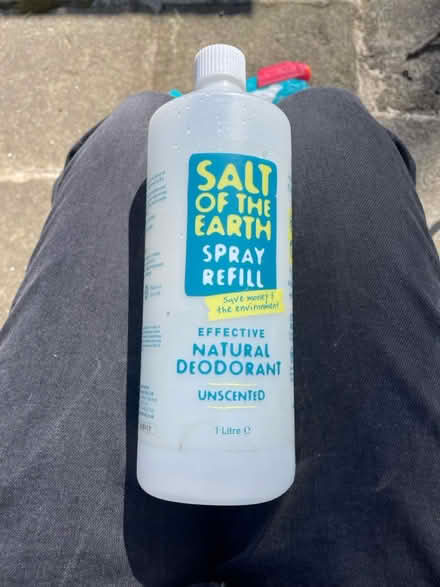 SALT
OF THE
EARTH
SPRAY
REFILL
Save money &
the environment
EFFECTIVE
NATURAL
DEODORANT
UNSCENTED
1 Litre ℮